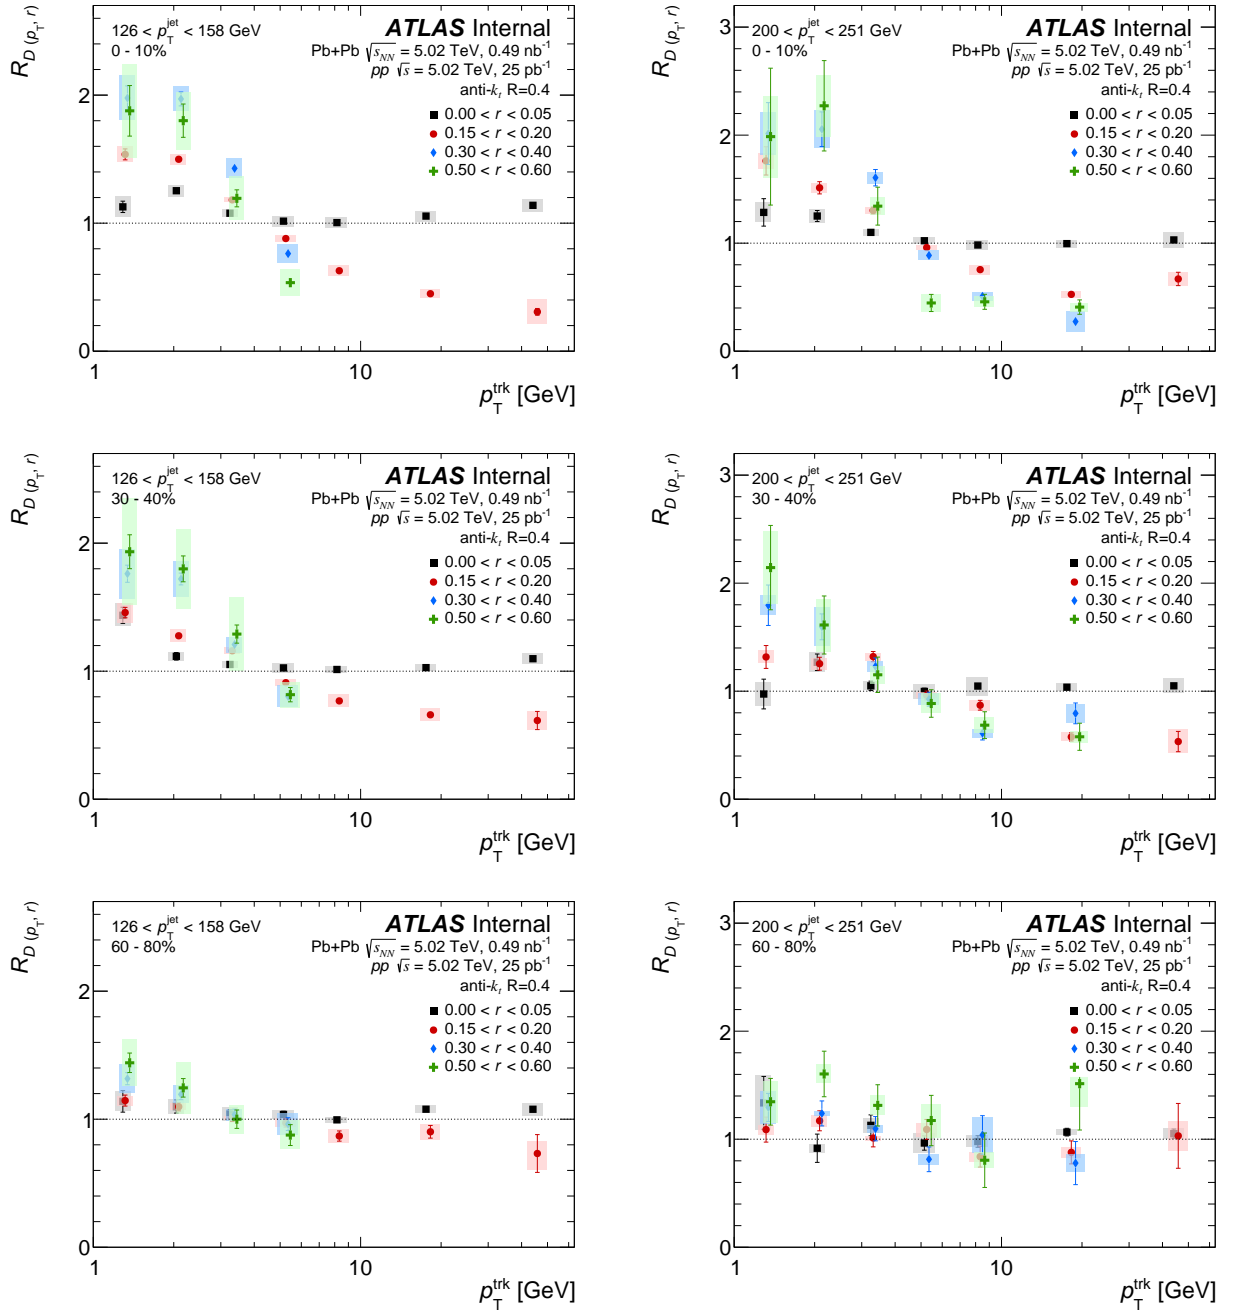 R_D (p_T, r)
126 < p_T^jet < 158 GeV
0 - 10%
ATLAS Internal
Pb+Pb √s_NN = 5.02 TeV, 0.49 nb^-1
pp √s = 5.02 TeV, 25 pb^-1
anti-k_t R=0.4
0.00 < r < 0.05
0.15 < r < 0.20
0.30 < r < 0.40
0.50 < r < 0.60
2
1
0
1 10
p_T^trk [GeV]
R_D (p_T, r)
200 < p_T^jet < 251 GeV
0 - 10%
ATLAS Internal
Pb+Pb √s_NN = 5.02 TeV, 0.49 nb^-1
pp √s = 5.02 TeV, 25 pb^-1
anti-k_t R=0.4
0.00 < r < 0.05
0.15 < r < 0.20
0.30 < r < 0.40
0.50 < r < 0.60
3
2
1
0
1 10
p_T^trk [GeV]
R_D (p_T, r)
126 < p_T^jet < 158 GeV
30 - 40%
ATLAS Internal
Pb+Pb √s_NN = 5.02 TeV, 0.49 nb^-1
pp √s = 5.02 TeV, 25 pb^-1
anti-k_t R=0.4
0.00 < r < 0.05
0.15 < r < 0.20
0.30 < r < 0.40
0.50 < r < 0.60
2
1
0
1 10
p_T^trk [GeV]
R_D (p_T, r)
200 < p_T^jet < 251 GeV
30 - 40%
ATLAS Internal
Pb+Pb √s_NN = 5.02 TeV, 0.49 nb^-1
pp √s = 5.02 TeV, 25 pb^-1
anti-k_t R=0.4
0.00 < r < 0.05
0.15 < r < 0.20
0.30 < r < 0.40
0.50 < r < 0.60
3
2
1
0
1 10
p_T^trk [GeV]
R_D (p_T, r)
126 < p_T^jet < 158 GeV
60 - 80%
ATLAS Internal
Pb+Pb √s_NN = 5.02 TeV, 0.49 nb^-1
pp √s = 5.02 TeV, 25 pb^-1
anti-k_t R=0.4
0.00 < r < 0.05
0.15 < r < 0.20
0.30 < r < 0.40
0.50 < r < 0.60
2
1
0
1 10
p_T^trk [GeV]
R_D (p_T, r)
200 < p_T^jet < 251 GeV
60 - 80%
ATLAS Internal
Pb+Pb √s_NN = 5.02 TeV, 0.49 nb^-1
pp √s = 5.02 TeV, 25 pb^-1
anti-k_t R=0.4
0.00 < r < 0.05
0.15 < r < 0.20
0.30 < r < 0.40
0.50 < r < 0.60
3
2
1
0
1 10
p_T^trk [GeV]